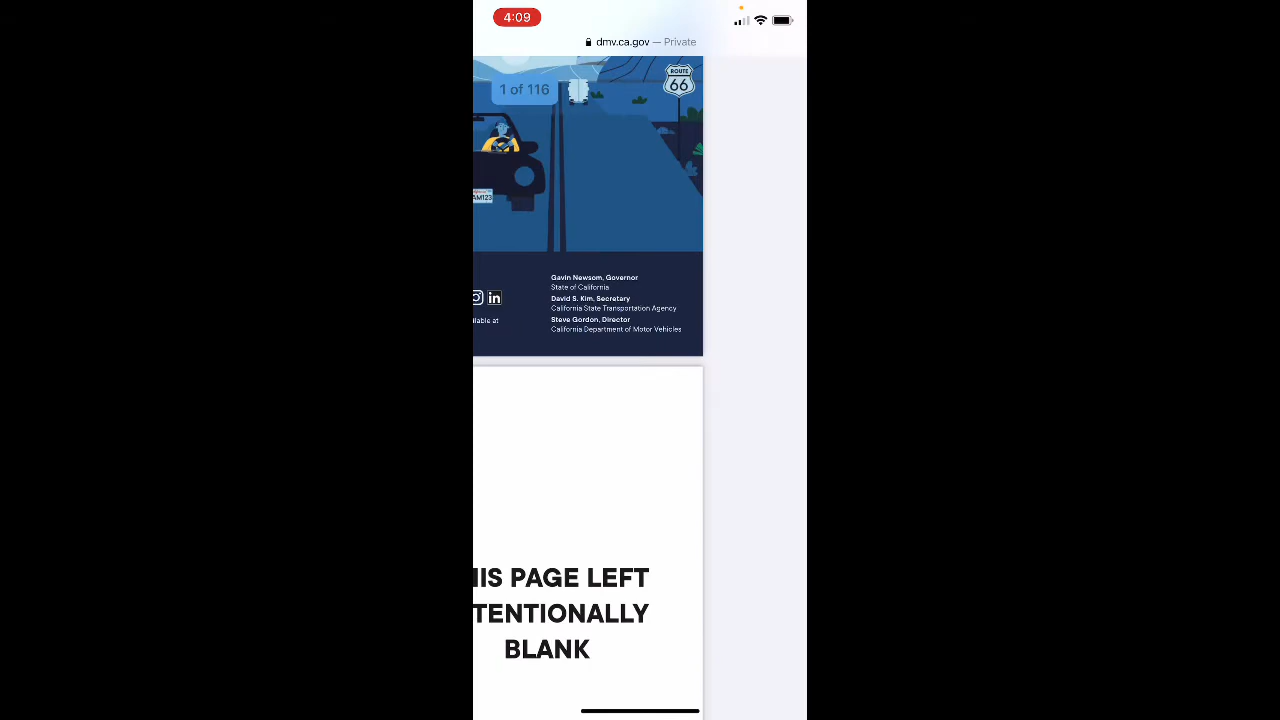 4:09
dmv.ca.gov — Private
1 of 116
ROUTE
66
AM123
Gavin Newsom, Governor
State of California
David S. Kim, Secretary
California State Transportation Agency
in
ilable at
Steve Gordon, Director
California Department of Motor Vehicles
IIS PAGE LEFT
TENTIONALLY
BLANK